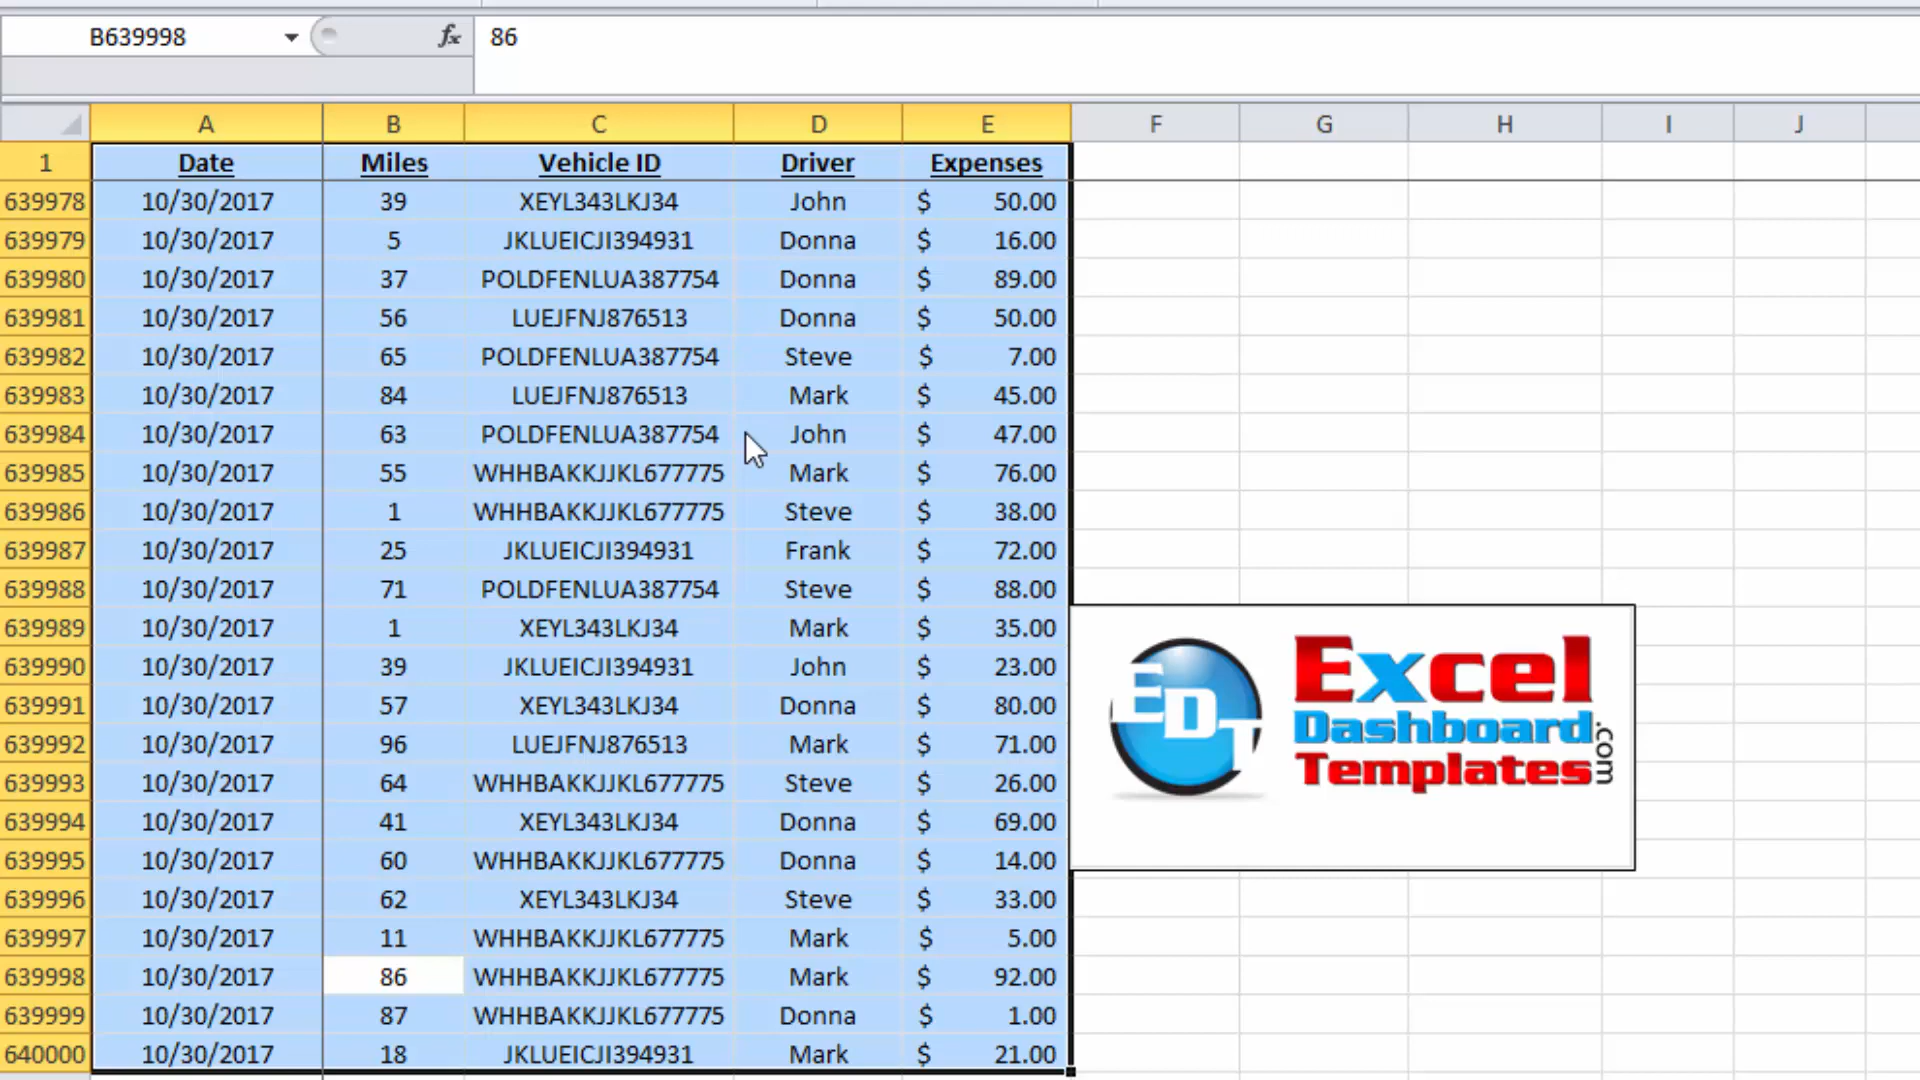 B639998 fx 86
A B C D E F G H I J
1 Date Miles Vehicle ID Driver Expenses
639978 10/30/2017 39 XEYL343LKJ34 John $ 50.00
639979 10/30/2017 5 JKLUEICJI394931 Donna $ 16.00
639980 10/30/2017 37 POLDFENLUA387754 Donna $ 89.00
639981 10/30/2017 56 LUEJFNJ876513 Donna $ 50.00
639982 10/30/2017 65 POLDFENLUA387754 Steve $ 7.00
639983 10/30/2017 84 LUEJFNJ876513 Mark $ 45.00
639984 10/30/2017 63 POLDFENLUA387754 John $ 47.00
639985 10/30/2017 55 WHHBAKKJJKL677775 Mark $ 76.00
639986 10/30/2017 1 WHHBAKKJJKL677775 Steve $ 38.00
639987 10/30/2017 25 JKLUEICJI394931 Frank $ 72.00
639988 10/30/2017 71 POLDFENLUA387754 Steve $ 88.00
639989 10/30/2017 1 XEYL343LKJ34 Mark $ 35.00
639990 10/30/2017 39 JKLUEICJI394931 John $ 23.00
639991 10/30/2017 57 XEYL343LKJ34 Donna $ 80.00
639992 10/30/2017 96 LUEJFNJ876513 Mark $ 71.00
639993 10/30/2017 64 WHHBAKKJJKL677775 Steve $ 26.00
639994 10/30/2017 41 XEYL343LKJ34 Donna $ 69.00
639995 10/30/2017 60 WHHBAKKJJKL677775 Donna $ 14.00
639996 10/30/2017 62 XEYL343LKJ34 Steve $ 33.00
639997 10/30/2017 11 WHHBAKKJJKL677775 Mark $ 5.00
639998 10/30/2017 86 WHHBAKKJJKL677775 Mark $ 92.00
639999 10/30/2017 87 WHHBAKKJJKL677775 Donna $ 1.00
640000 10/30/2017 18 JKLUEICJI394931 Mark $ 21.00
EDT
Excel
Dashboard
Templates
.com